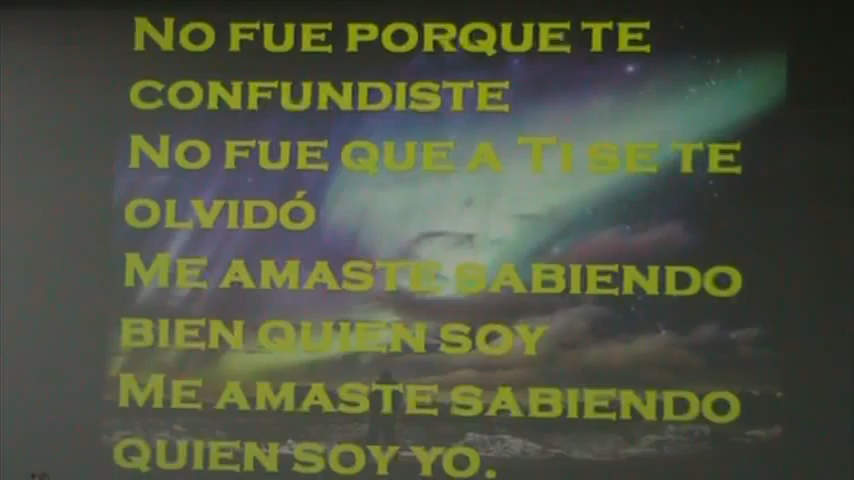 No fue porque te
confundiste
No fue que a Ti se te
olvidó
Me amaste sabiendo
bien quien soy
Me amaste sabiendo
quien soy yo.